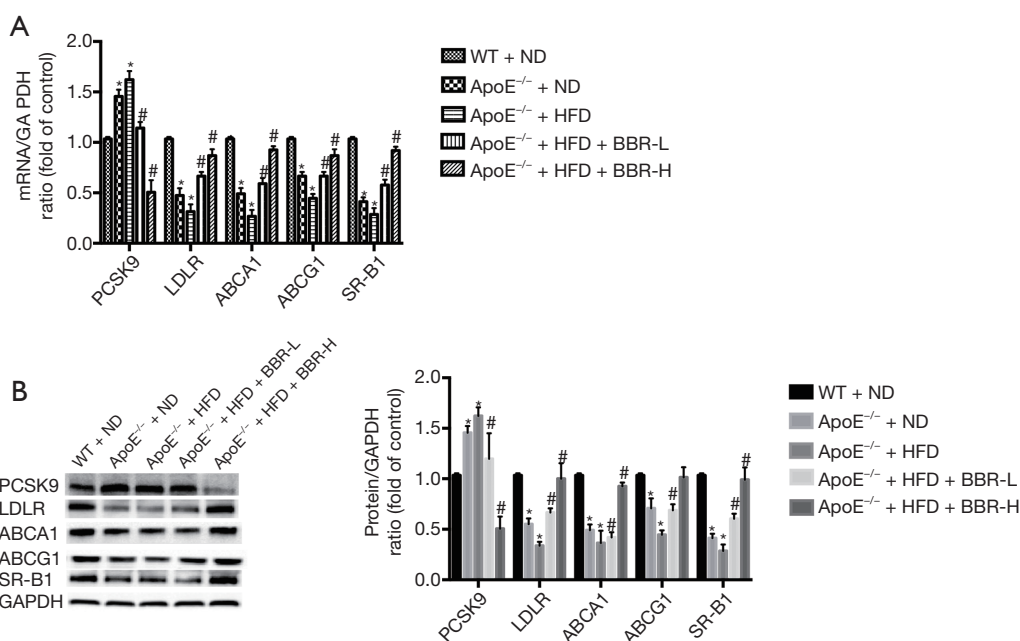 A
mRNA/GA PDH
ratio (fold of control)
2.0
1.5
1.0
0.5
0.0
* * # #
* * # #
* * # #
* * # #
* * # #
PCSK9 LDLR ABCA1 ABCG1 SR-B1
WT + ND
ApoE⁻/⁻ + ND
ApoE⁻/⁻ + HFD
ApoE⁻/⁻ + HFD + BBR-L
ApoE⁻/⁻ + HFD + BBR-H
B
WT + ND
ApoE⁻/⁻ + ND
ApoE⁻/⁻ + HFD
ApoE⁻/⁻ + HFD + BBR-L
ApoE⁻/⁻ + HFD + BBR-H
PCSK9
LDLR
ABCA1
ABCG1
SR-B1
GAPDH
Protein/GAPDH
ratio (fold of control)
2.0
1.5
1.0
0.5
0.0
* * # #
* * # #
* * # #
* * #
* * # #
PCSK9 LDLR ABCA1 ABCG1 SR-B1
WT + ND
ApoE⁻/⁻ + ND
ApoE⁻/⁻ + HFD
ApoE⁻/⁻ + HFD + BBR-L
ApoE⁻/⁻ + HFD + BBR-H